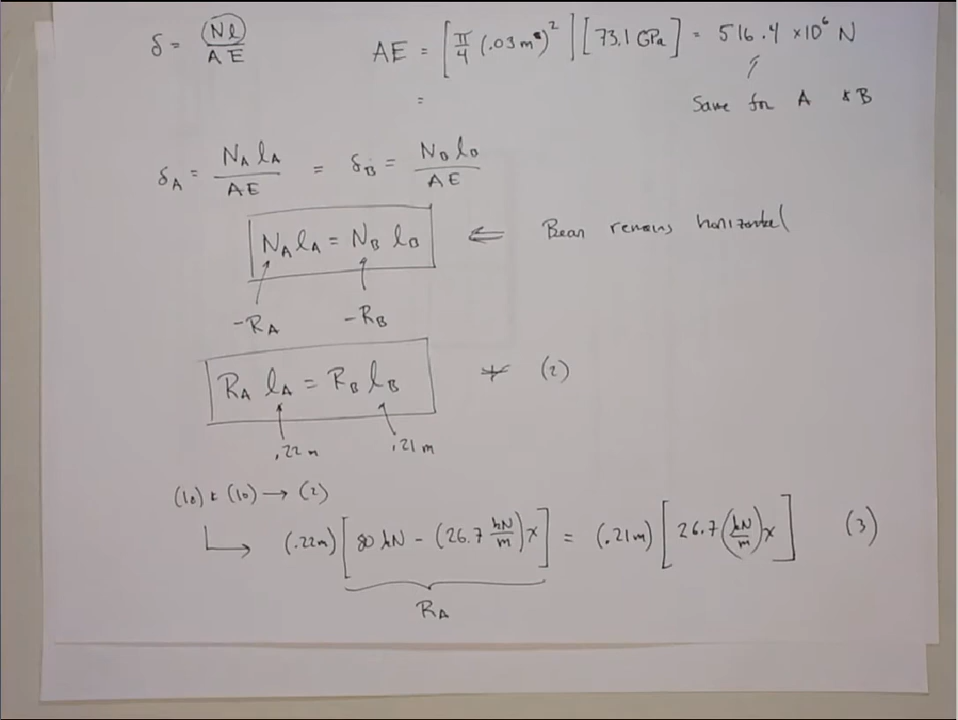 δ = Nl / AE
AE = [π/4 (.03 m)²] [73.1 GPa] = 516.4 ×10⁶ N
=
Same for A & B
δA = NA lA / AE = δB = NB lB / AE
NA lA = NB lB ⇐ Beam remains horizontal
-RA -RB
RA lA = RB lB * (2)
.22 m .21 m
(1a) & (1b) → (2)
(.22m) [80 kN - (26.7 kN/m) x] = (.21m) [26.7 (kN/m) x] (3)
RA